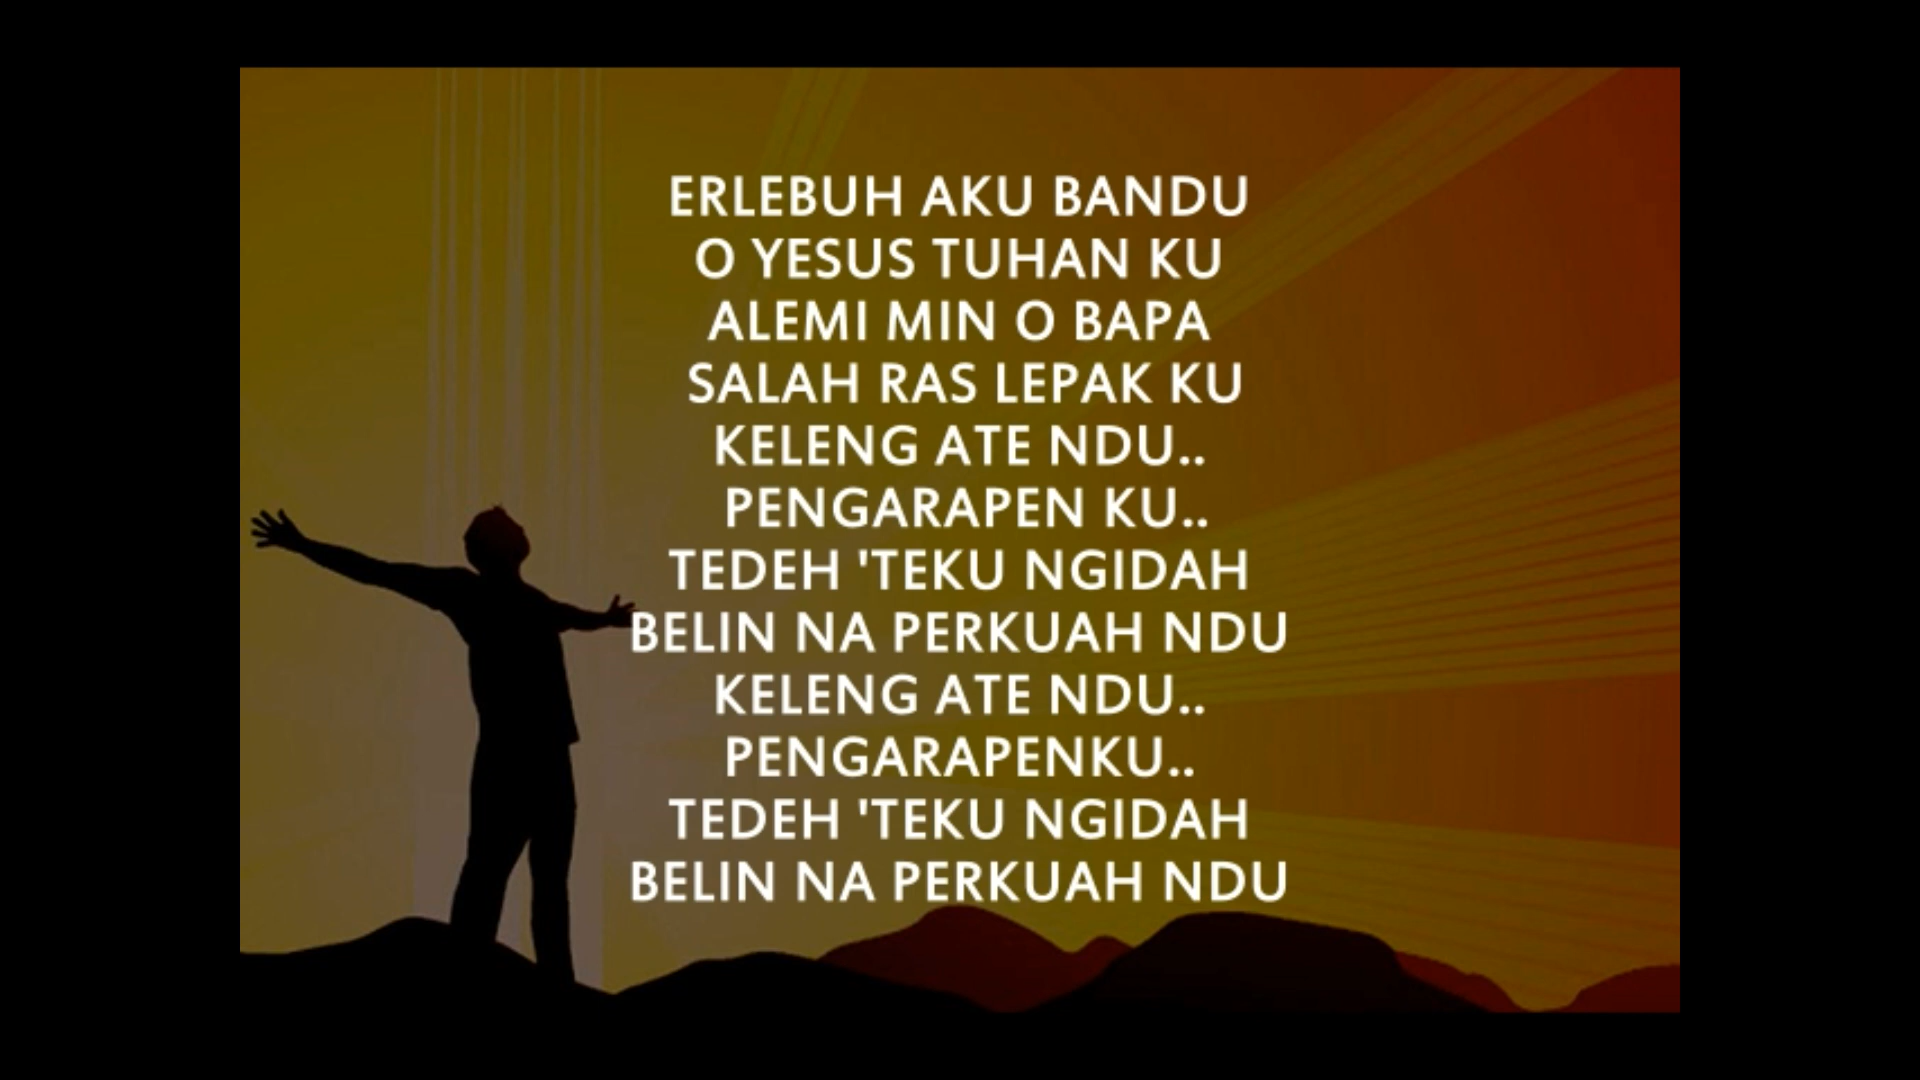 ERLEBUH AKU BANDU
O YESUS TUHAN KU
ALEMI MIN O BAPA
SALAH RAS LEPAK KU
KELENG ATE NDU..
PENGARAPEN KU..
TEDEH 'TEKU NGIDAH
BELIN NA PERKUAH NDU
KELENG ATE NDU..
PENGARAPENKU..
TEDEH 'TEKU NGIDAH
BELIN NA PERKUAH NDU